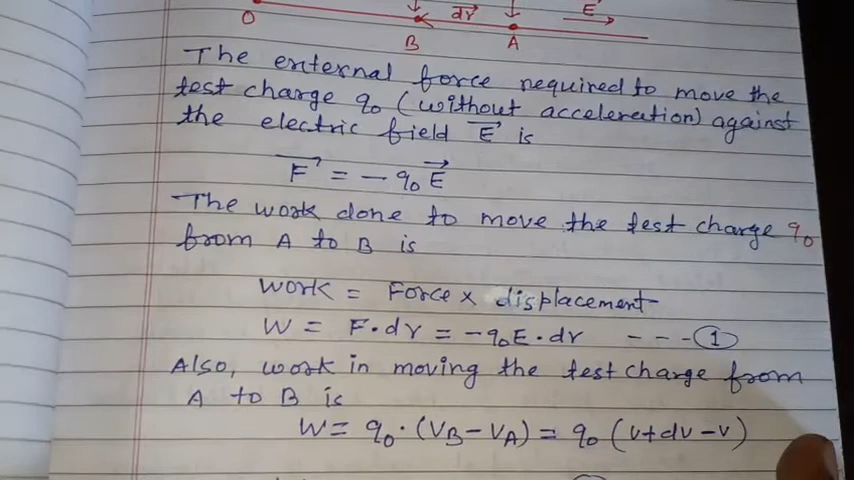 O B dr A E
The external force required to move the
test charge q₀ (without acceleration) against
the electric field E⃗ is
F⃗ = - q₀ E⃗
The work done to move the test charge q₀
from A to B is
Work = Force × displacement
W = F·dr = -q₀E·dr --- ①
Also, work in moving the test charge from
A to B is
W = q₀·(V_B - V_A) = q₀ (V+dV-V)